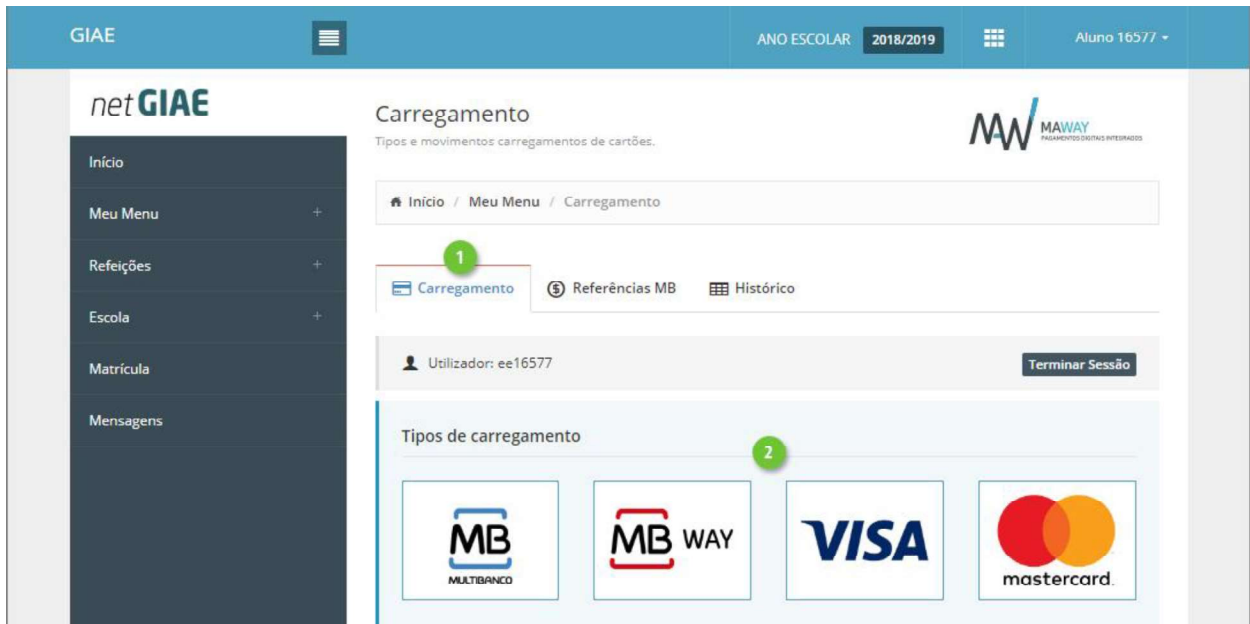 GIAE
ANO ESCOLAR 2018/2019 Aluno 16577
netGIAE
Início
Meu Menu +
Refeições +
Escola +
Matrícula
Mensagens
Carregamento
Tipos e movimentos carregamentos de cartões.
MAWAY
PAGAMENTOS DIGITAIS INTEGRADOS
Início / Meu Menu / Carregamento
1
Carregamento Referências MB Histórico
Utilizador: ee16577 Terminar Sessão
Tipos de carregamento
2
MB
MULTIBANCO
MB WAY
VISA
mastercard.